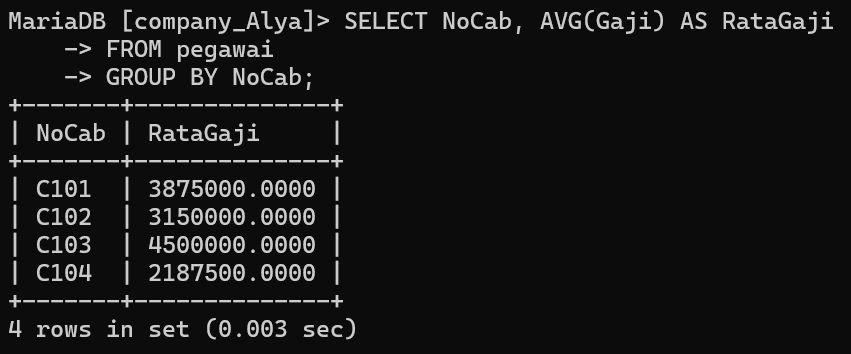 MariaDB [company_Alya]> SELECT NoCab, AVG(Gaji) AS RataGaji
    -> FROM pegawai
    -> GROUP BY NoCab;
+-------+--------------+
| NoCab | RataGaji     |
+-------+--------------+
| C101  | 3875000.0000 |
| C102  | 3150000.0000 |
| C103  | 4500000.0000 |
| C104  | 2187500.0000 |
+-------+--------------+
4 rows in set (0.003 sec)